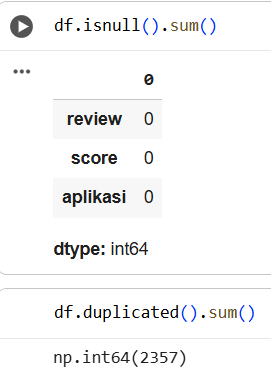 df.isnull().sum()
0
review 0
score 0
aplikasi 0
dtype: int64
df.duplicated().sum()
np.int64(2357)